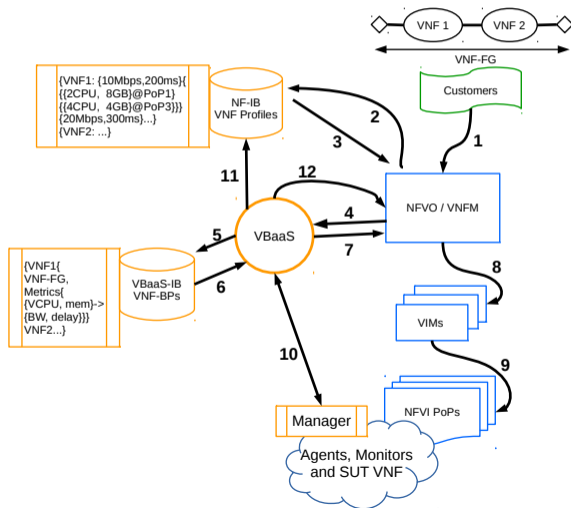 VNF 1
VNF 2
VNF-FG
Customers
{VNF1: {10Mbps,200ms}{
{{2CPU, 8GB}@PoP1}
{{4CPU, 4GB}@PoP3}}}
{20Mbps,300ms}...}
{VNF2: ...}
NF-IB
VNF Profiles
2
3
1
11
12
NFVO / VNFM
4
5
VBaaS
7
{VNF1{
VNF-FG,
Metrics{
{VCPU, mem}->
{BW, delay}}}
VNF2...}
VBaaS-IB
VNF-BPs
6
8
VIMs
10
9
Manager
NFVI PoPs
Agents, Monitors
and SUT VNF